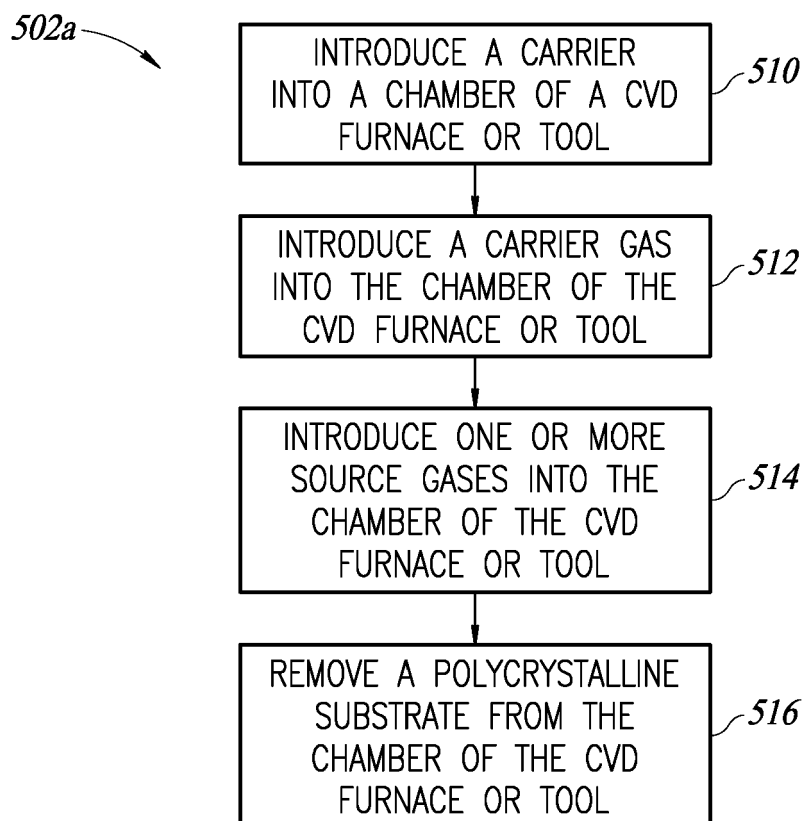 502a
INTRODUCE A CARRIER
INTO A CHAMBER OF A CVD
FURNACE OR TOOL
510
INTRODUCE A CARRIER GAS
INTO THE CHAMBER OF THE
CVD FURNACE OR TOOL
512
INTRODUCE ONE OR MORE
SOURCE GASES INTO THE
CHAMBER OF THE CVD
FURNACE OR TOOL
514
REMOVE A POLYCRYSTALLINE
SUBSTRATE FROM THE
CHAMBER OF THE CVD
FURNACE OR TOOL
516